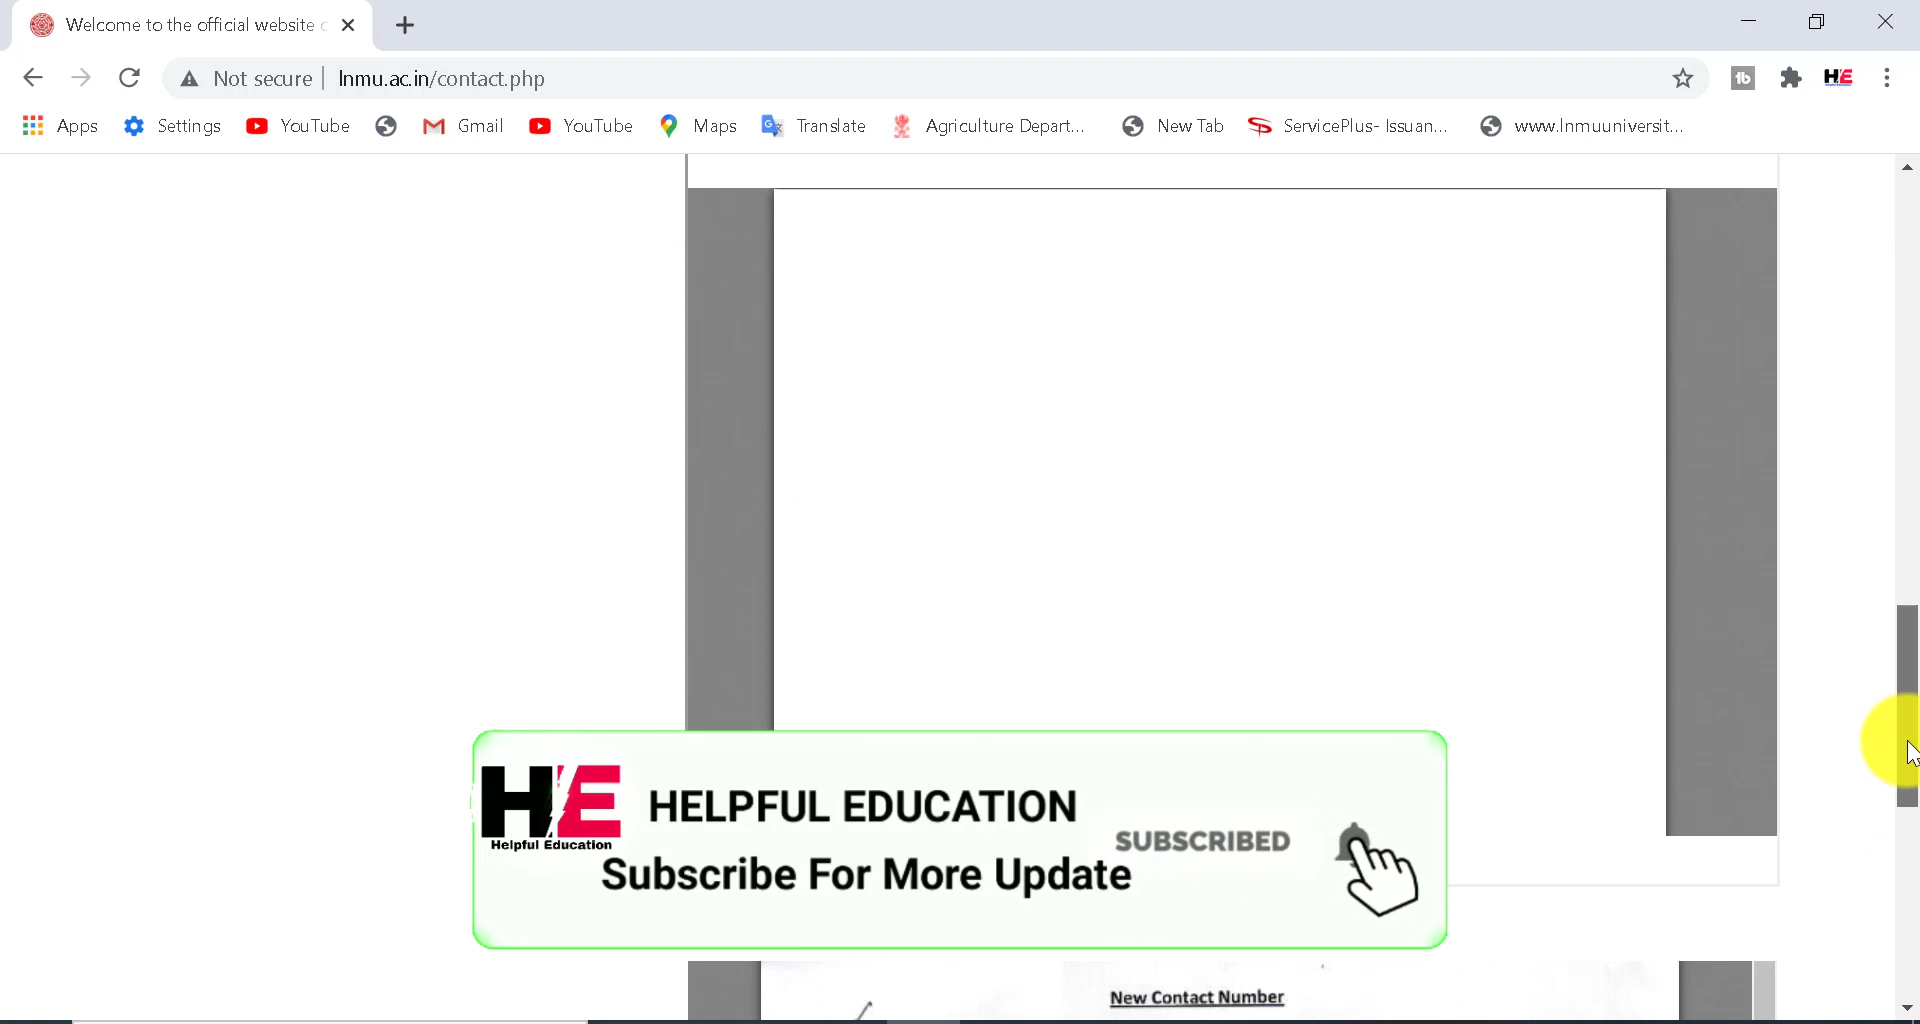 Welcome to the official website
Not secure
lnmu.ac.in/contact.php
1b
HE
Apps
Settings
YouTube
Gmail
YouTube
Maps
Translate
Agriculture Depart...
New Tab
ServicePlus- Issuan...
www.lnmuuniversit...
HE
Helpful Education
HELPFUL EDUCATION
SUBSCRIBED
Subscribe For More Update
New Contact Number